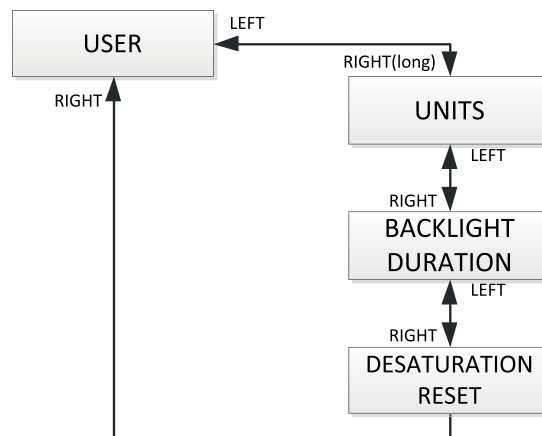 LEFT
USER
RIGHT(long)
RIGHT
UNITS
LEFT
RIGHT
BACKLIGHT
DURATION
LEFT
RIGHT
DESATURATION
RESET